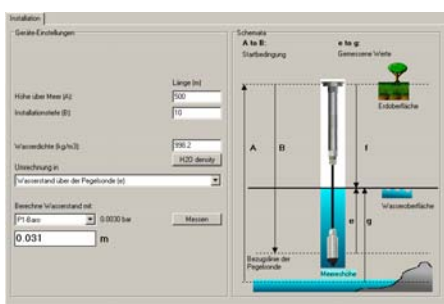 Installation
Geräte-Einstellungen
Länge (m)
Höhe über Meer (A):
500
Installationstiefe (B):
10
Wasserdichte (kg/m3):
998.2
H2O density
Umrechnung in
Wasserstand über der Pegelsonde (e)
Berechne Wasserstand mit
P1-Baro
0.0030 bar
Messen
0.031
m
Schemata
A to B:
e to g:
Startbedingung
Gemessene Werte
Erdoberfläche
A
B
f
Wasseroberfläche
e
g
Bezugslinie der
Pegelsonde
Meereshöhe